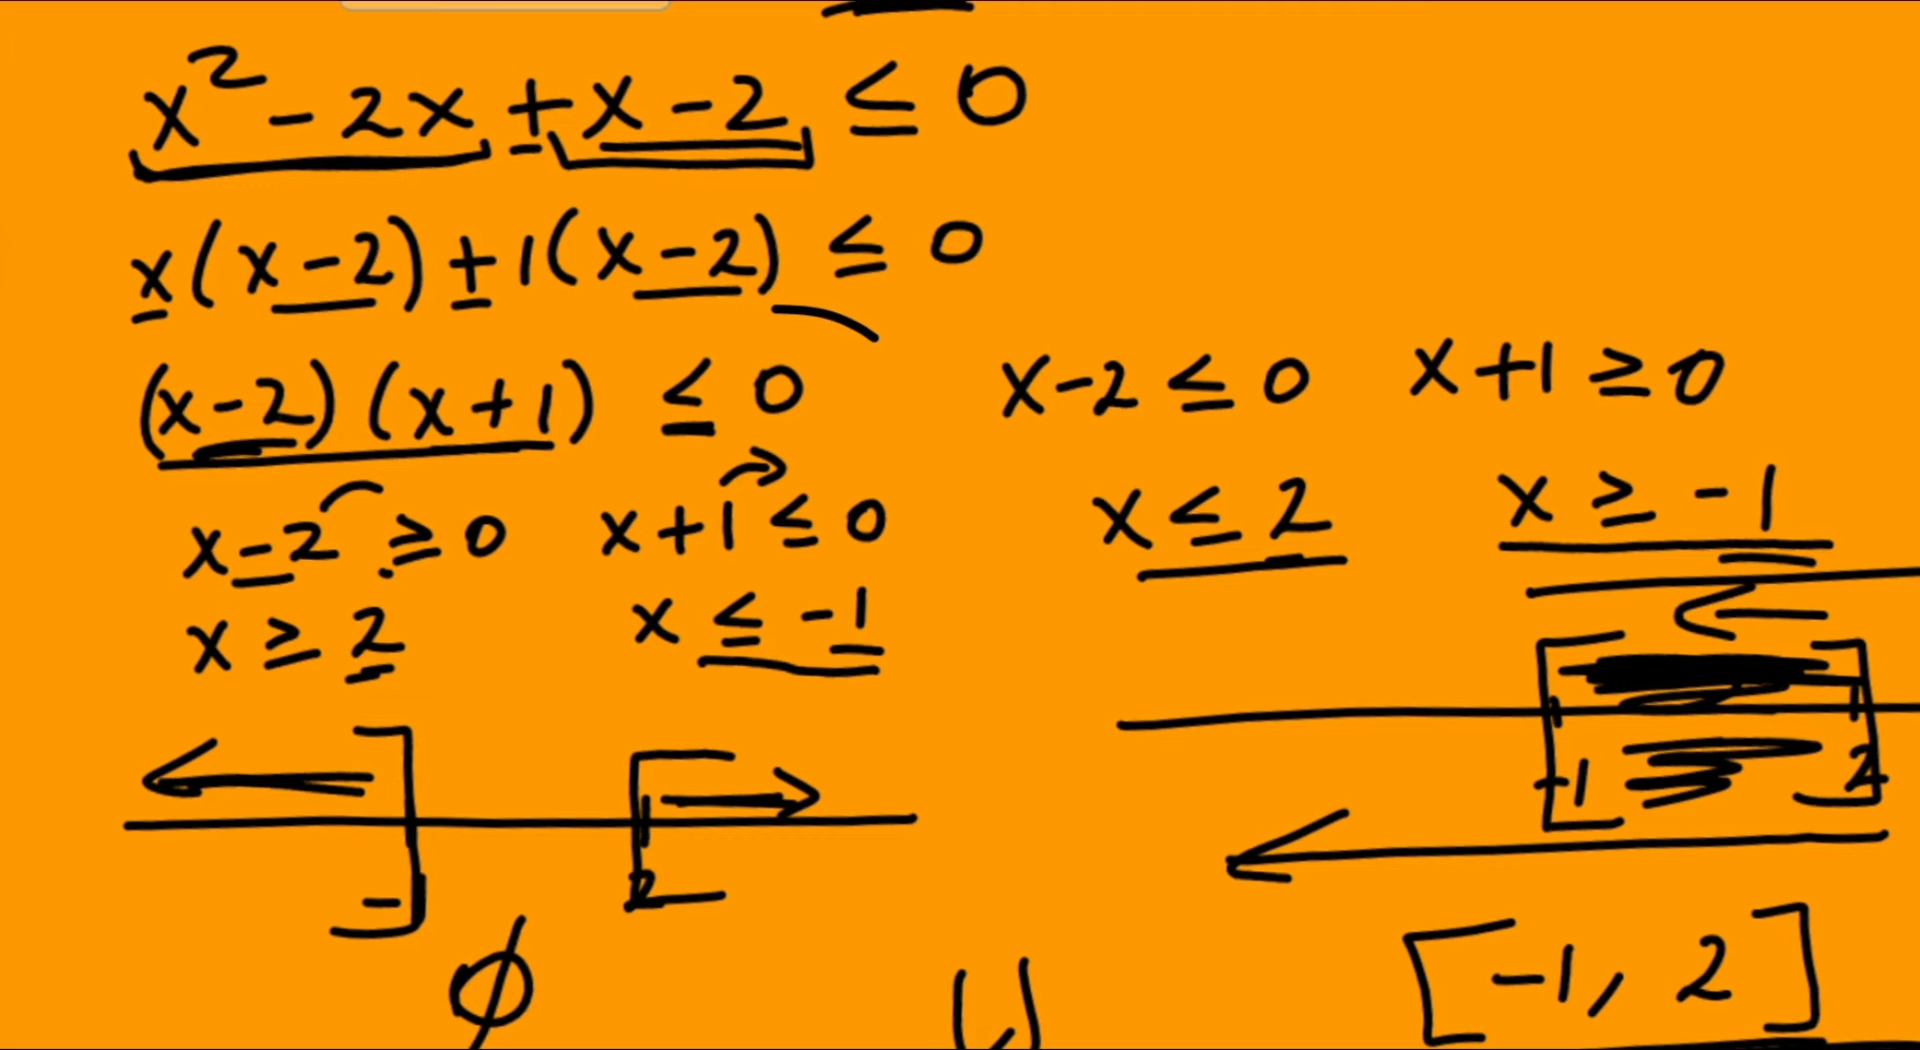 x² - 2x + x - 2 ≤ 0
x(x-2) + 1(x-2) ≤ 0
(x-2)(x+1) ≤ 0
x-2 ≥ 0 x+1 ≤ 0
x ≥ 2 x ≤ -1
-1 2
∅
∪
x-2 ≤ 0 x+1 ≥ 0
x ≤ 2 x ≥ -1
-1 2
[-1, 2]